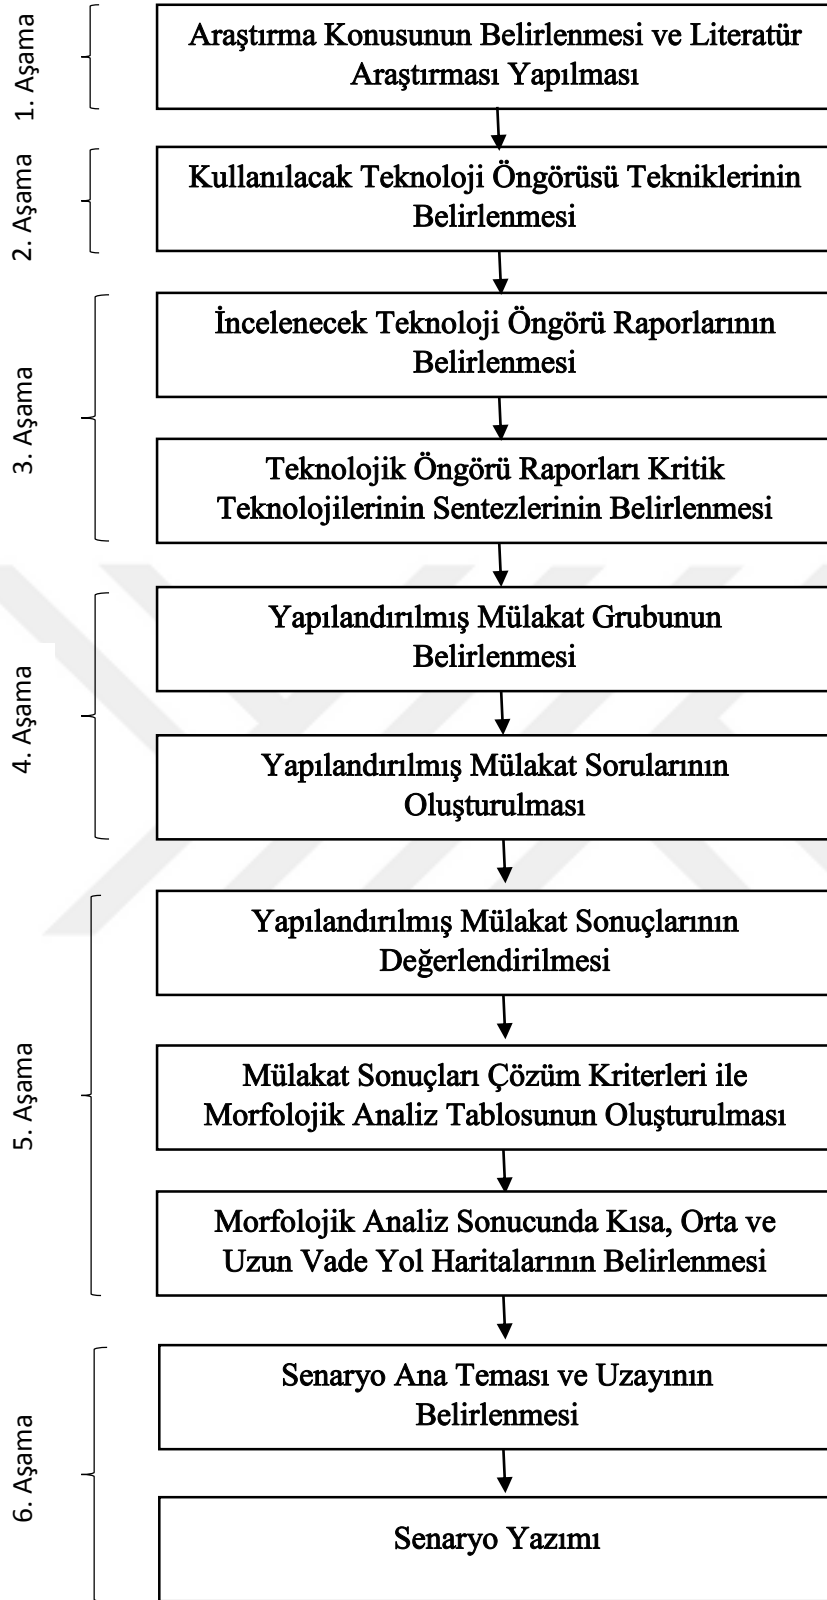 1. Aşama
Araştırma Konusunun Belirlenmesi ve Literatür
Araştırması Yapılması
2. Aşama
Kullanılacak Teknoloji Öngörüsü Tekniklerinin
Belirlenmesi
3. Aşama
İncelenecek Teknoloji Öngörü Raporlarının
Belirlenmesi
Teknolojik Öngörü Raporları Kritik
Teknolojilerinin Sentezlerinin Belirlenmesi
4. Aşama
Yapılandırılmış Mülakat Grubunun
Belirlenmesi
Yapılandırılmış Mülakat Sorularının
Oluşturulması
5. Aşama
Yapılandırılmış Mülakat Sonuçlarının
Değerlendirilmesi
Mülakat Sonuçları Çözüm Kriterleri ile
Morfolojik Analiz Tablosunun Oluşturulması
Morfolojik Analiz Sonucunda Kısa, Orta ve
Uzun Vade Yol Haritalarının Belirlenmesi
6. Aşama
Senaryo Ana Teması ve Uzayının
Belirlenmesi
Senaryo Yazımı